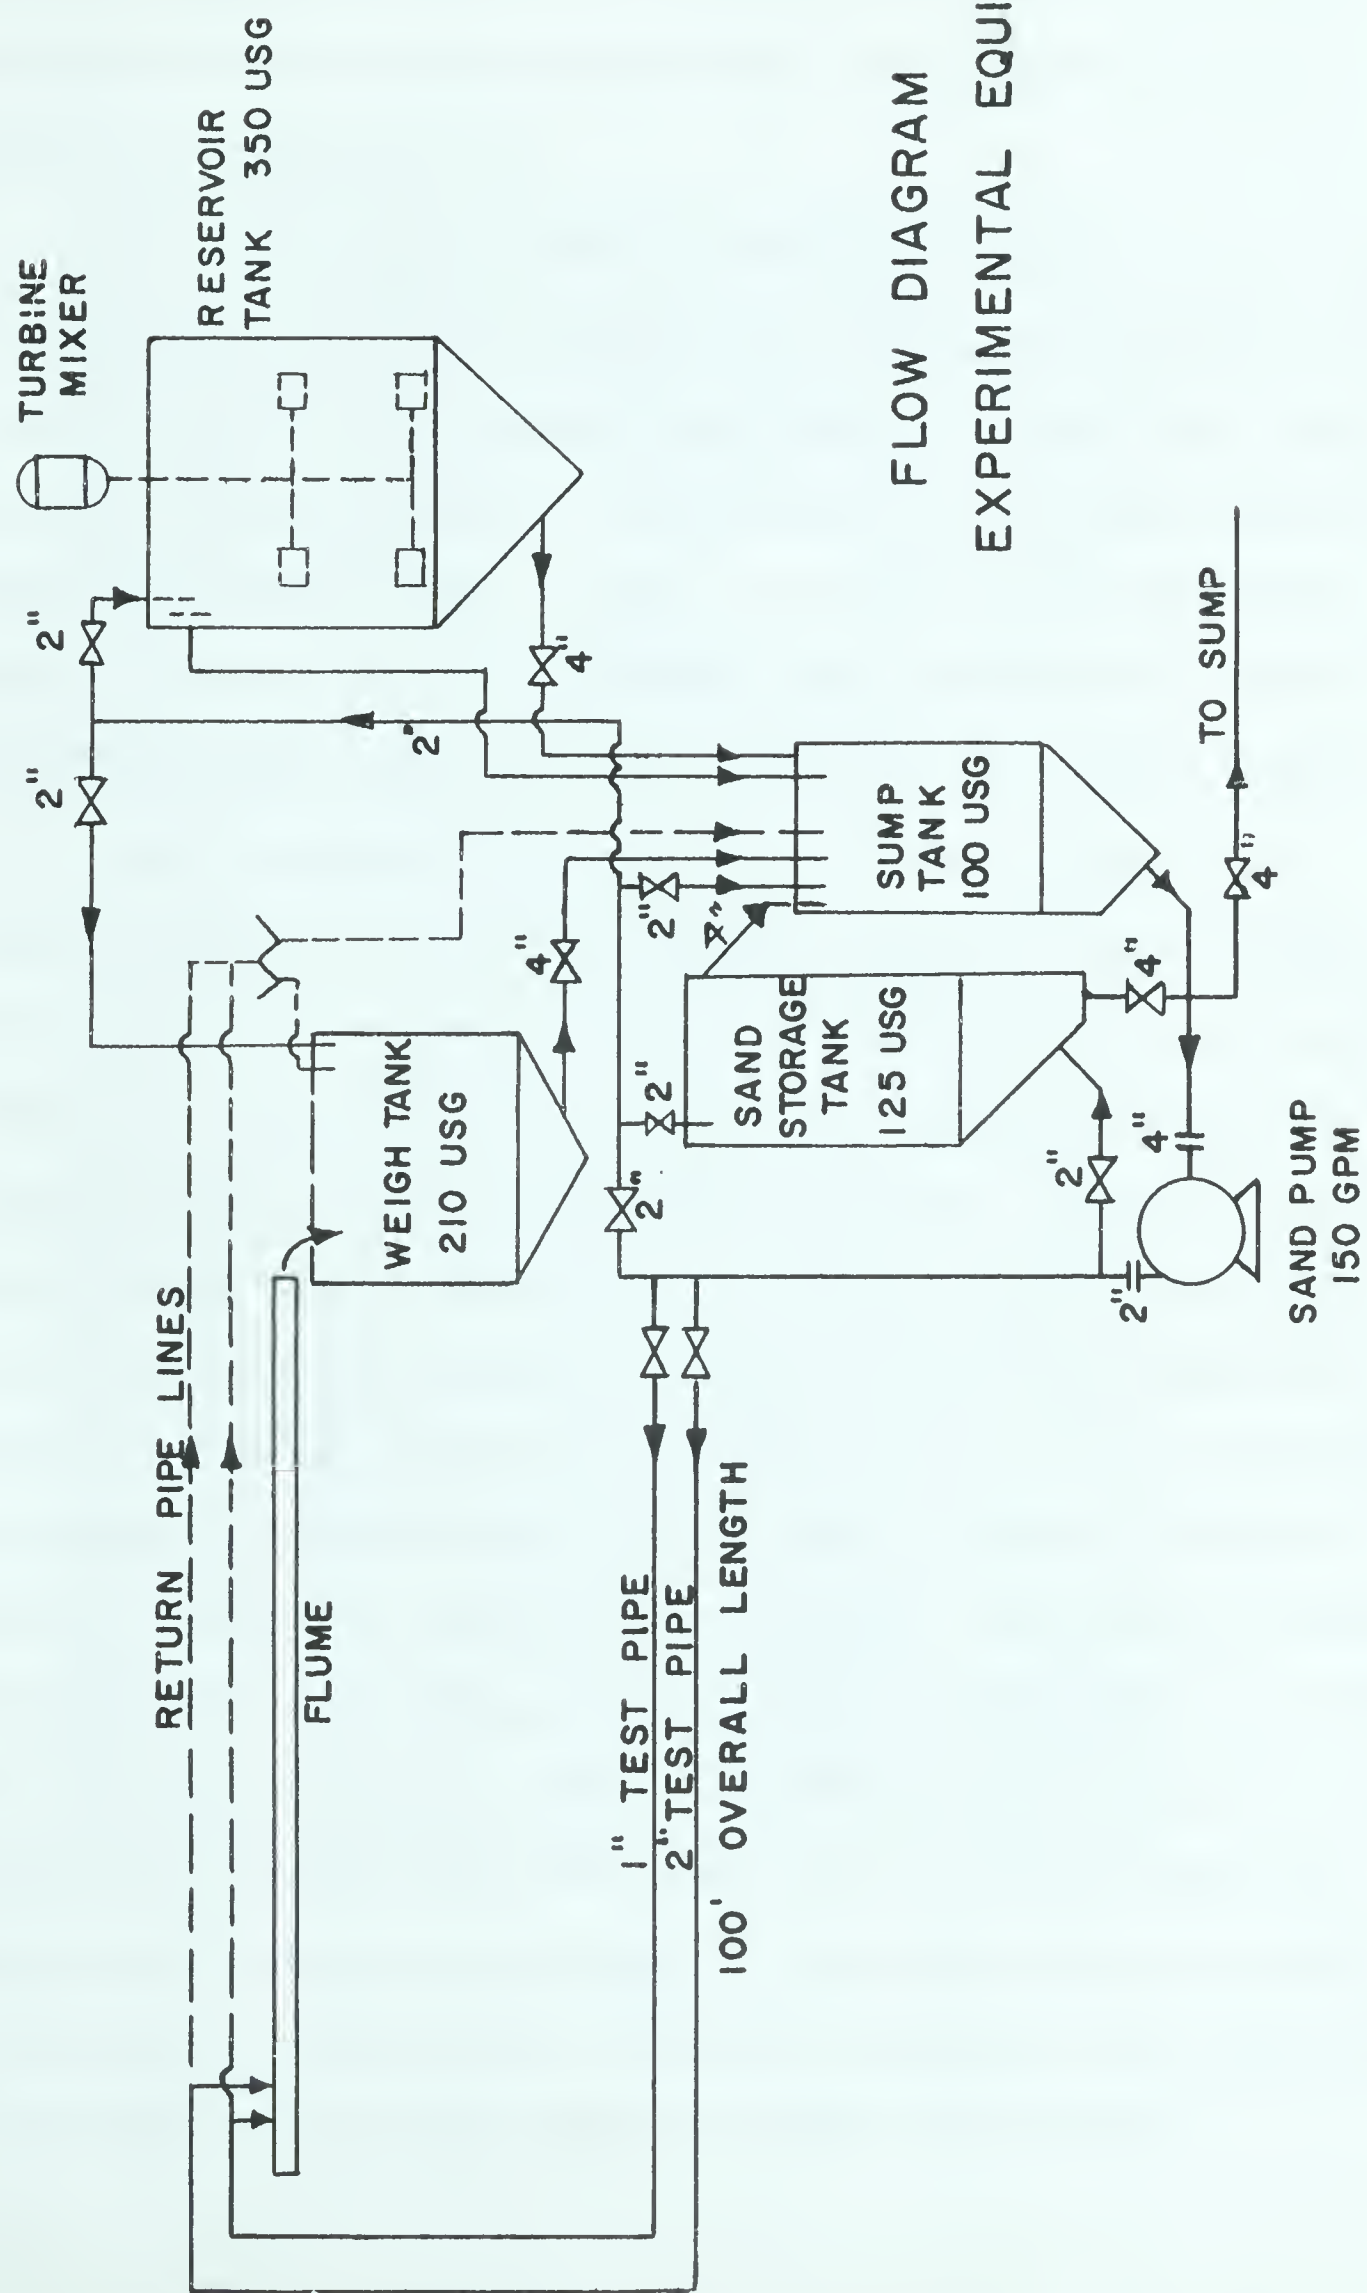 TURBINE
MIXER
RESERVOIR
TANK 350 USG
2"
2"
2"
4"
RETURN PIPE LINES
FLUME
WEIGH TANK
210 USG
4"
2"
2"
2"
SUMP
TANK
100 USG
SAND
STORAGE
TANK
125 USG
1" TEST PIPE
2" TEST PIPE
100' OVERALL LENGTH
4"
4"
TO SUMP
2"
4"
2"
SAND PUMP
150 GPM
FLOW DIAGRAM
EXPERIMENTAL